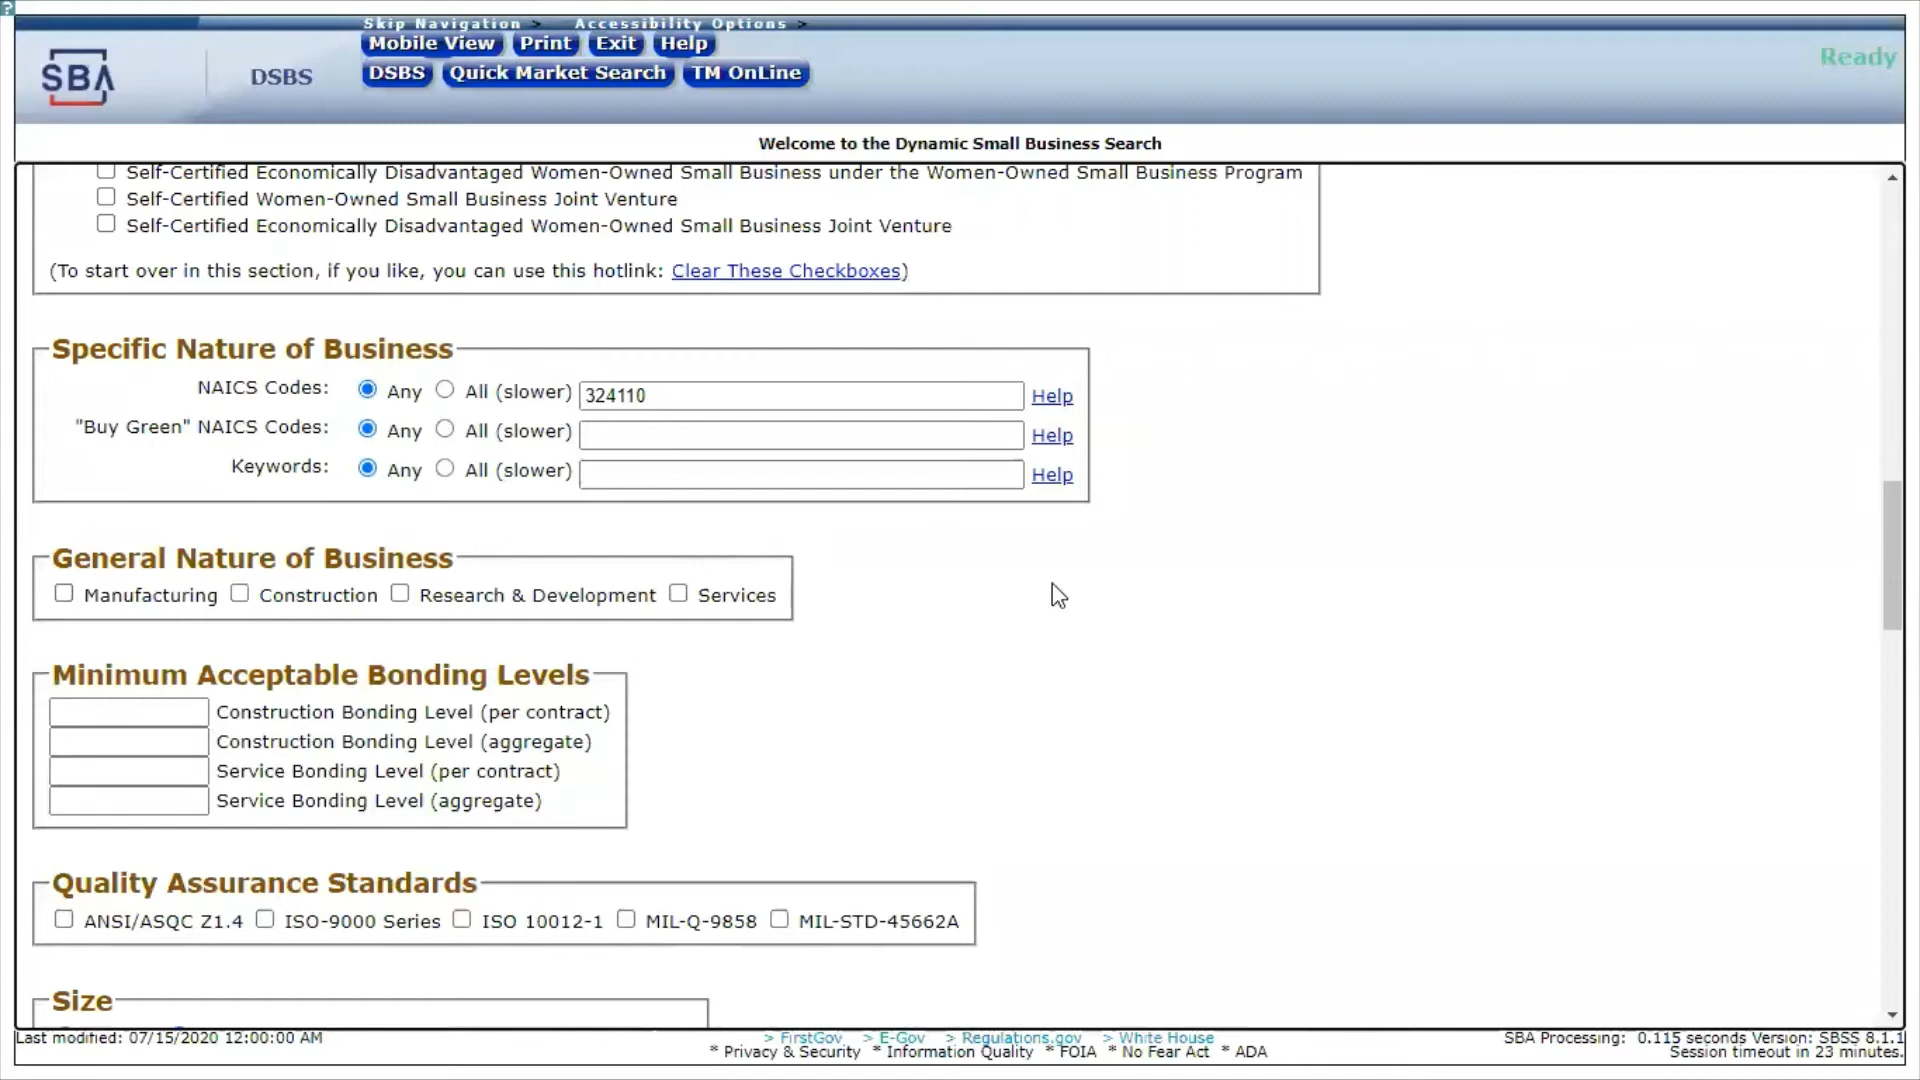 ?
Skip Navigation > Accessibility Options >
Mobile View Print Exit Help
SBA DSBS
DSBS Quick Market Search TM OnLine
Ready
Welcome to the Dynamic Small Business Search
Self-Certified Economically Disadvantaged Women-Owned Small Business under the Women-Owned Small Business Program
Self-Certified Women-Owned Small Business Joint Venture
Self-Certified Economically Disadvantaged Women-Owned Small Business Joint Venture
(To start over in this section, if you like, you can use this hotlink: Clear These Checkboxes)
Specific Nature of Business
NAICS Codes: Any All (slower) 324110 Help
"Buy Green" NAICS Codes: Any All (slower) Help
Keywords: Any All (slower) Help
General Nature of Business
Manufacturing Construction Research & Development Services
Minimum Acceptable Bonding Levels
Construction Bonding Level (per contract)
Construction Bonding Level (aggregate)
Service Bonding Level (per contract)
Service Bonding Level (aggregate)
Quality Assurance Standards
ANSI/ASQC Z1.4 ISO-9000 Series ISO 10012-1 MIL-Q-9858 MIL-STD-45662A
Size
Last modified: 07/15/2020 12:00:00 AM > FirstGov > E-Gov > Regulations.gov > White House SBA Processing: 0.115 seconds Version: SBSS 8.1.1
* Privacy & Security * Information Quality * FOIA * No Fear Act * ADA Session timeout in 23 minutes.